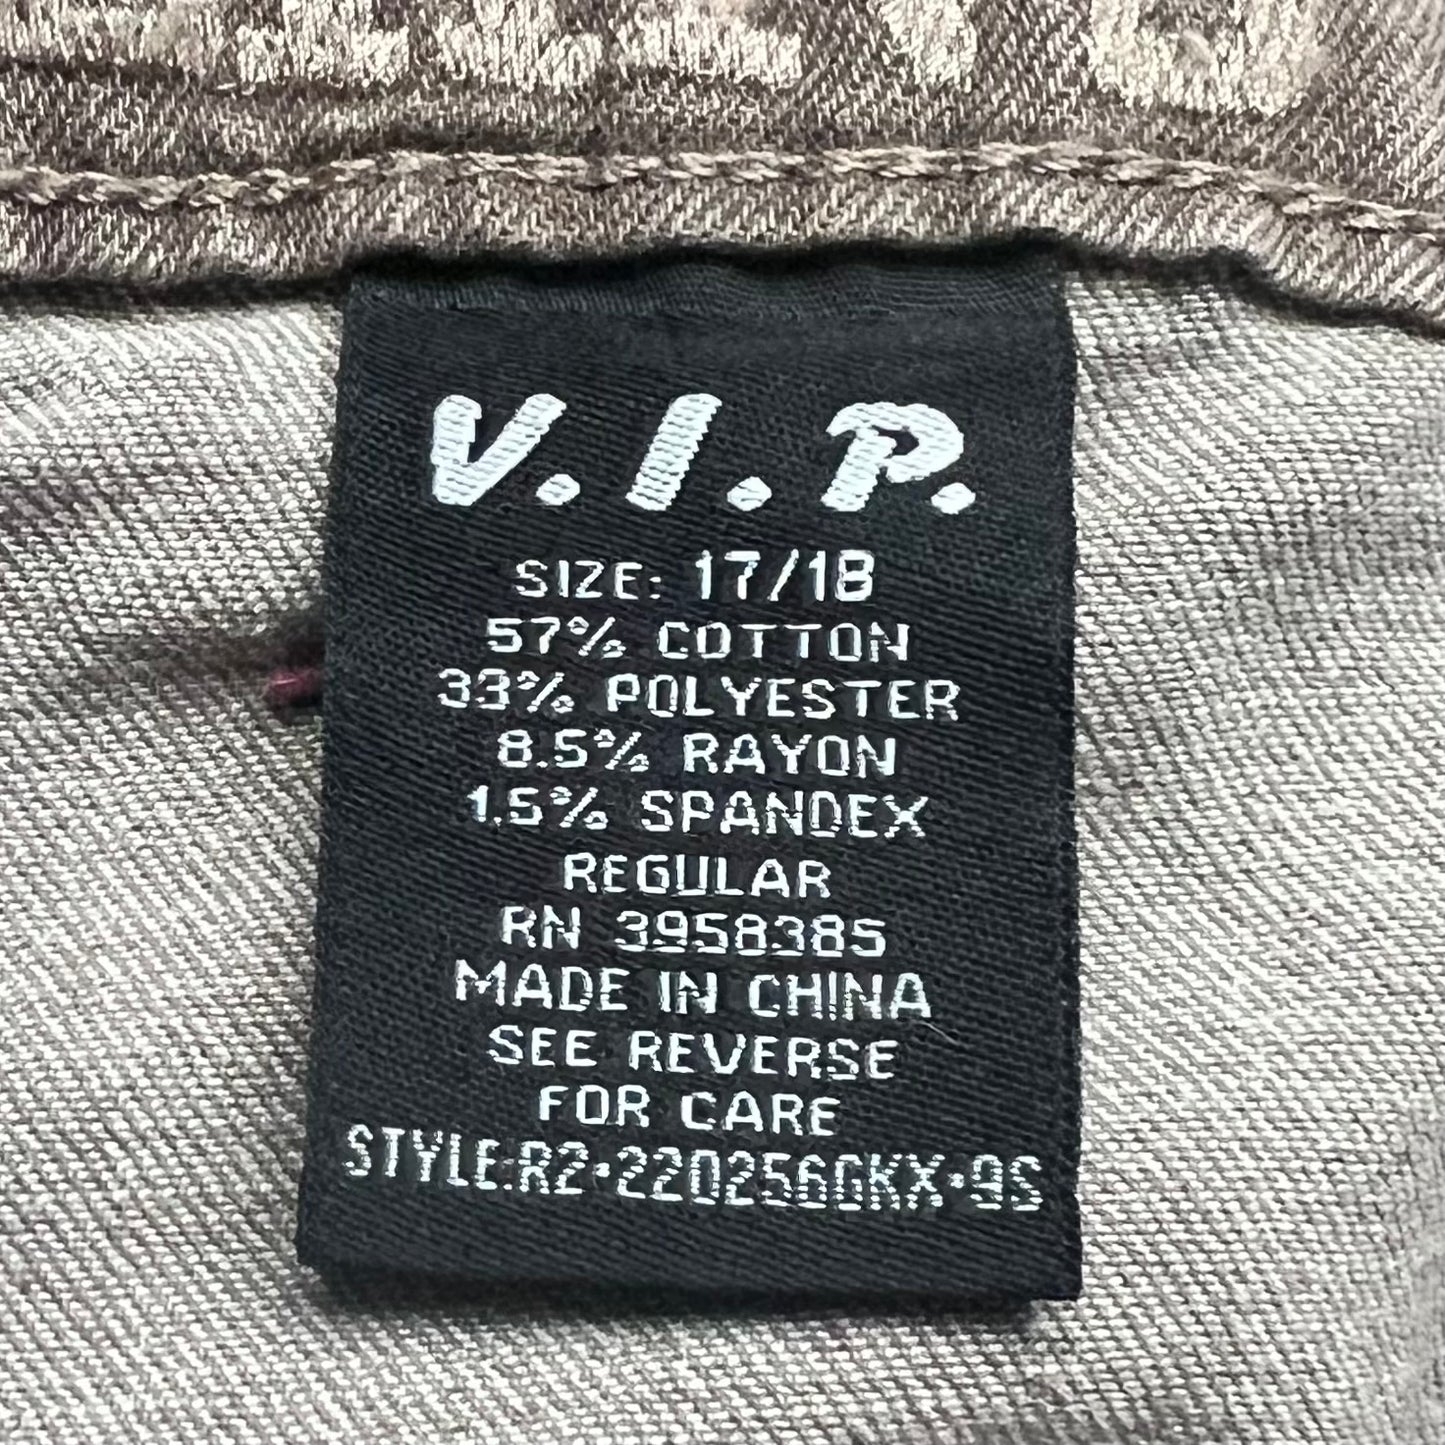 V.I.P.
SIZE: 17/18
57% COTTON
33% POLYESTER
8.5% RAYON
1.5% SPANDEX
REGULAR
RN 3958385
MADE IN CHINA
SEE REVERSE
FOR CARE
STYLE:R2-220256GKX-9S